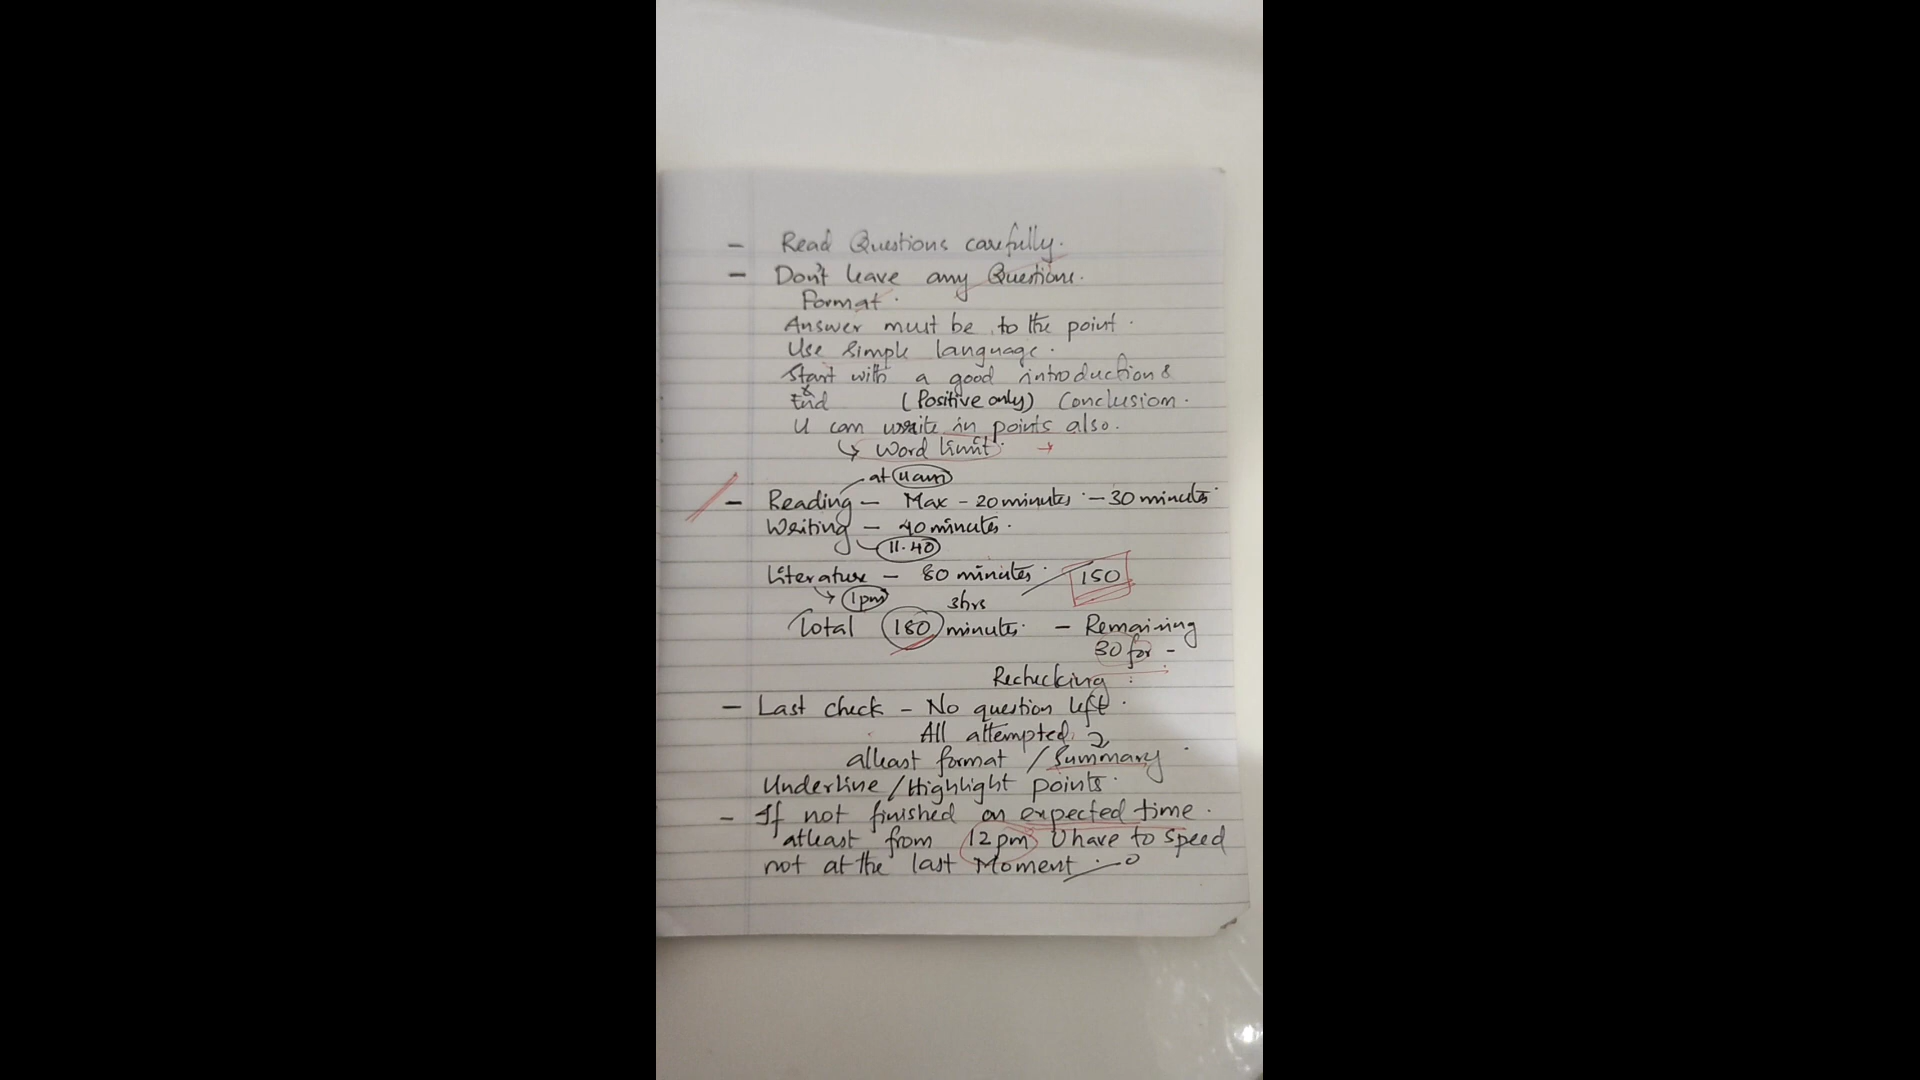 - Read Questions carefully.
- Don't leave any Questions.
Format.
Answer must be to the point.
Use simple language.
Start with a good introduction &
& End (Positive only) Conclusion.
U can write in points also.
↳ Word limit. →
at 11am
- Reading - Max - 20 minutes - 30 minutes
Writing - 40 minutes.
11.40
Literature - 80 minutes. 150
→ 1pm 3hrs
Total 180 minutes. - Remaining
30 for -
Rechecking :
- Last check - No question left.
All attempted
atleast format / Summary
Underline / Highlight points.
- If not finished on expected time.
atleast from 12pm U have to speed
not at the last Moment.